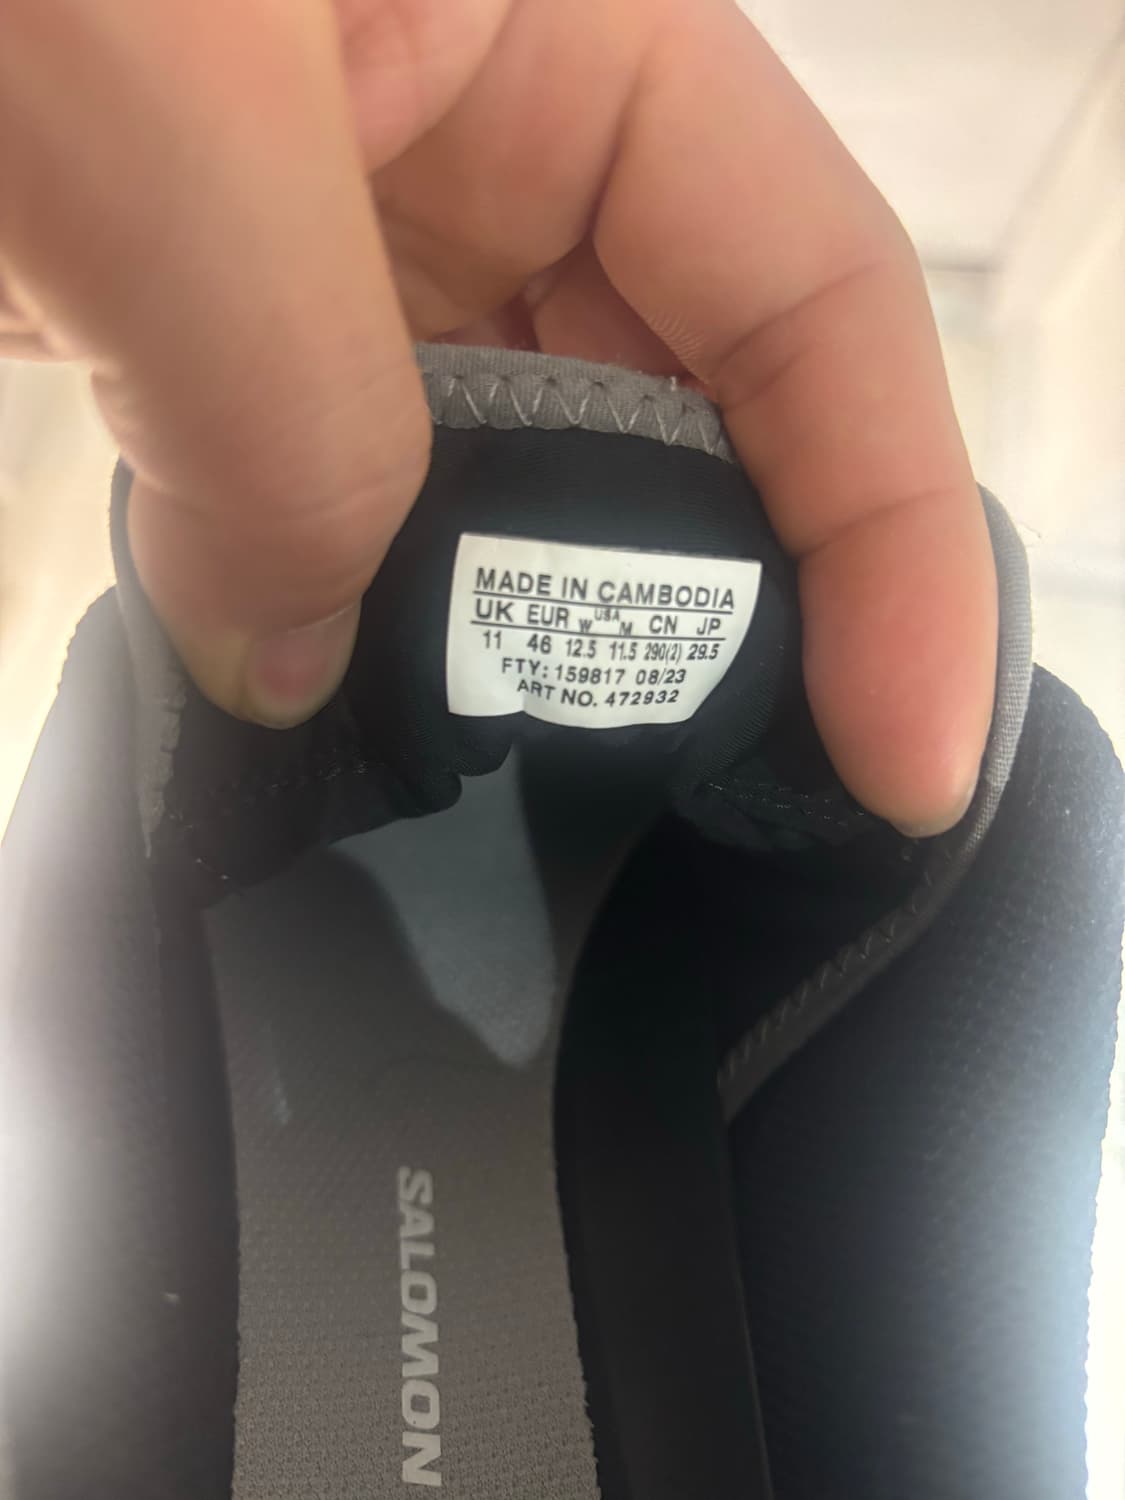 MADE IN CAMBODIA
UK EUR W USA M CN JP
11 46 12.5 11.5 290(2) 29.5
FTY: 159817 08/23
ART NO. 472932
SALOMON